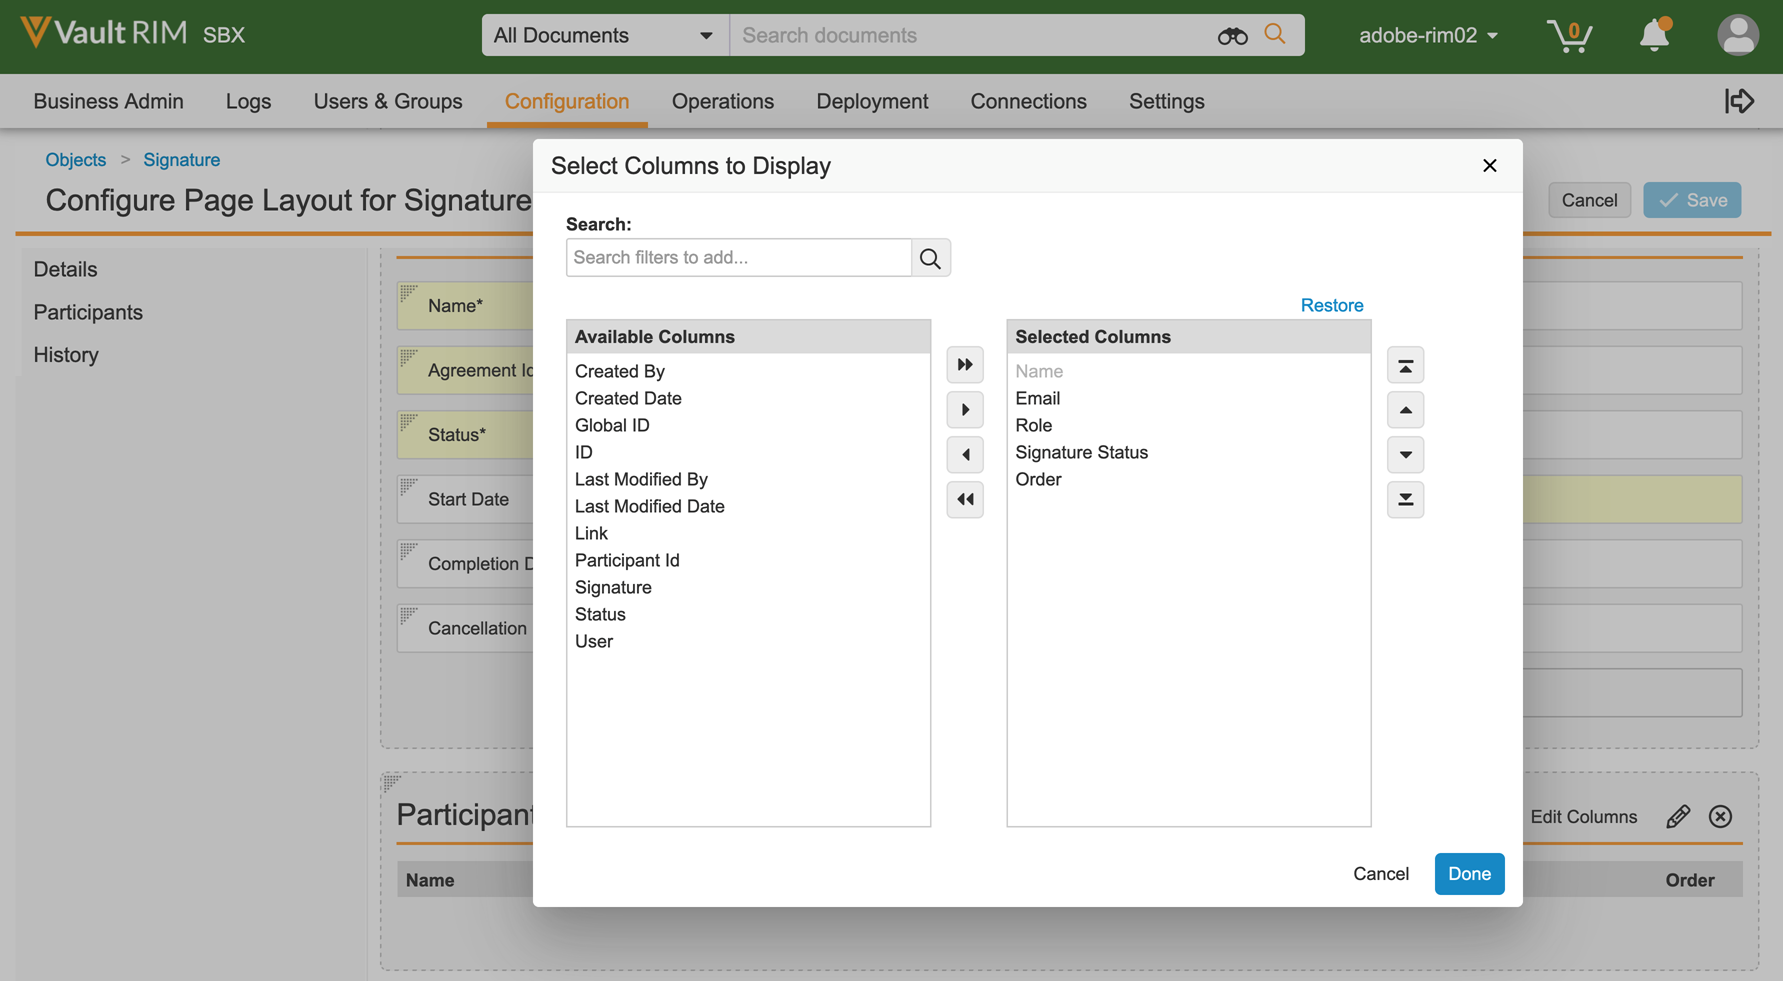 Vault RIM SBX
All Documents
Search documents
adobe-rim02
0
Business Admin Logs Users & Groups Configuration Operations Deployment Connections Settings
Objects > Signature
Configure Page Layout for Signature
Cancel
Save
Details
Participants
History
Name*
Agreement Id
Status*
Start Date
Completion D
Cancellation
Select Columns to Display
Search:
Search filters to add...
Restore
Available Columns
Created By
Created Date
Global ID
ID
Last Modified By
Last Modified Date
Link
Participant Id
Signature
Status
User
Selected Columns
Name
Email
Role
Signature Status
Order
Cancel
Done
Participant
Edit Columns
Name
Order